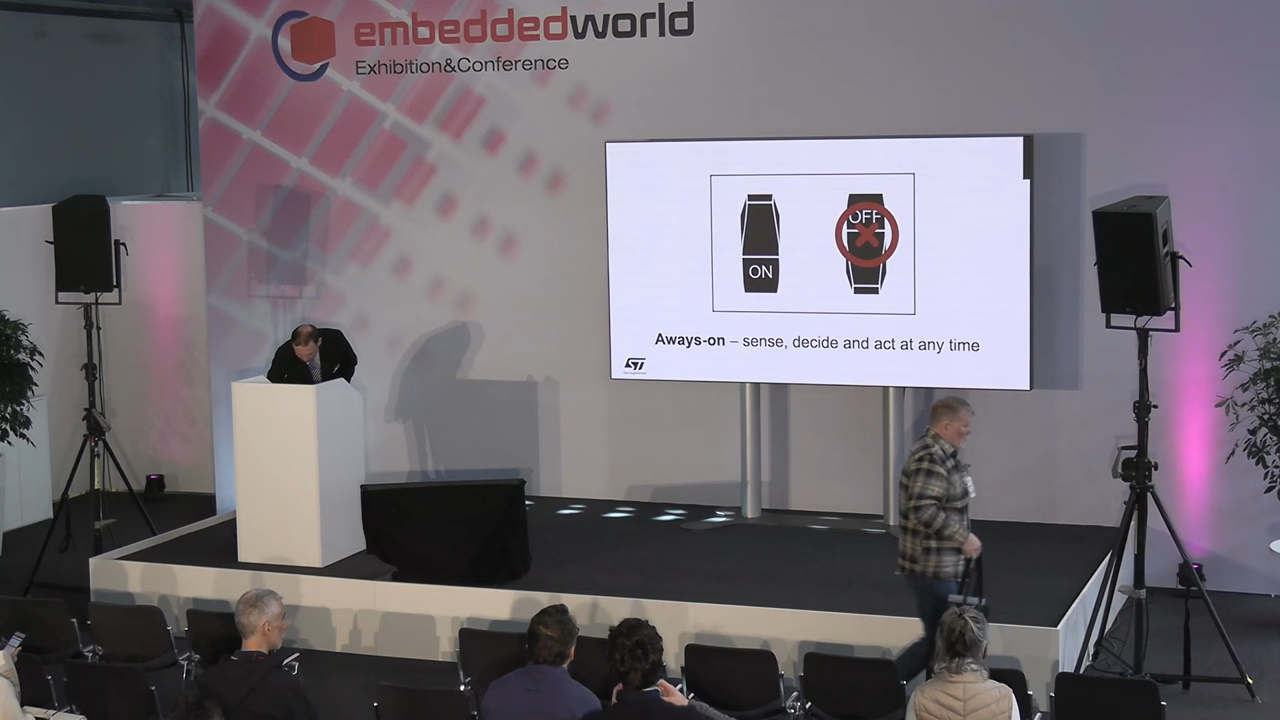 embeddedworld
Exhibition&Conference
ON
OFF
Aways-on – sense, decide and act at any time
ST